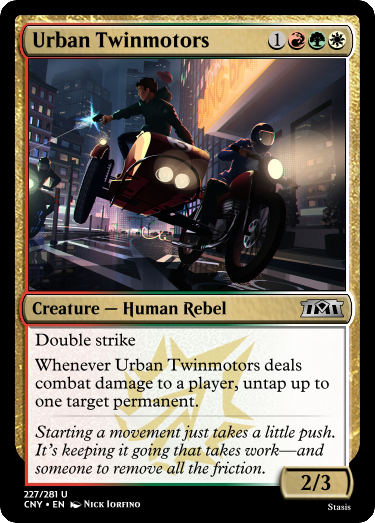 Urban Twinmotors 1
Creature — Human Rebel
Double strike
Whenever Urban Twinmotors deals
combat damage to a player, untap up to
one target permanent.
Starting a movement just takes a little push.
It's keeping it going that takes work—and
someone to remove all the friction.
2/3
227/281 U
CNY • EN Nick Iorfino
Stasis